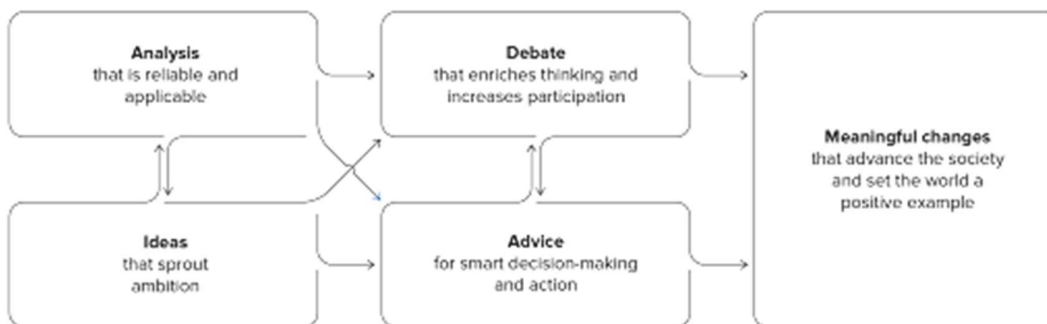 Analysis
that is reliable and
applicable
Debate
that enriches thinking and
increases participation
Ideas
that sprout
ambition
Advice
for smart decision-making
and action
Meaningful changes
that advance the society
and set the world a
positive example